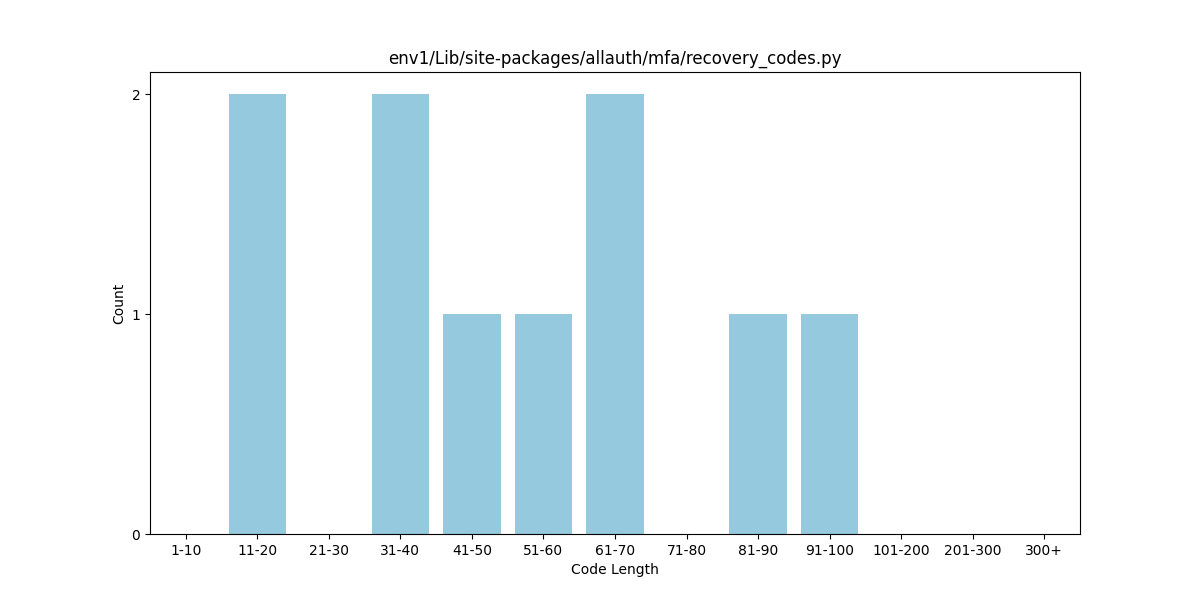 env1/Lib/site-packages/allauth/mfa/recovery_codes.py
2
1
0
Count
1-10 11-20 21-30 31-40 41-50 51-60 61-70 71-80 81-90 91-100 101-200 201-300 300+
Code Length